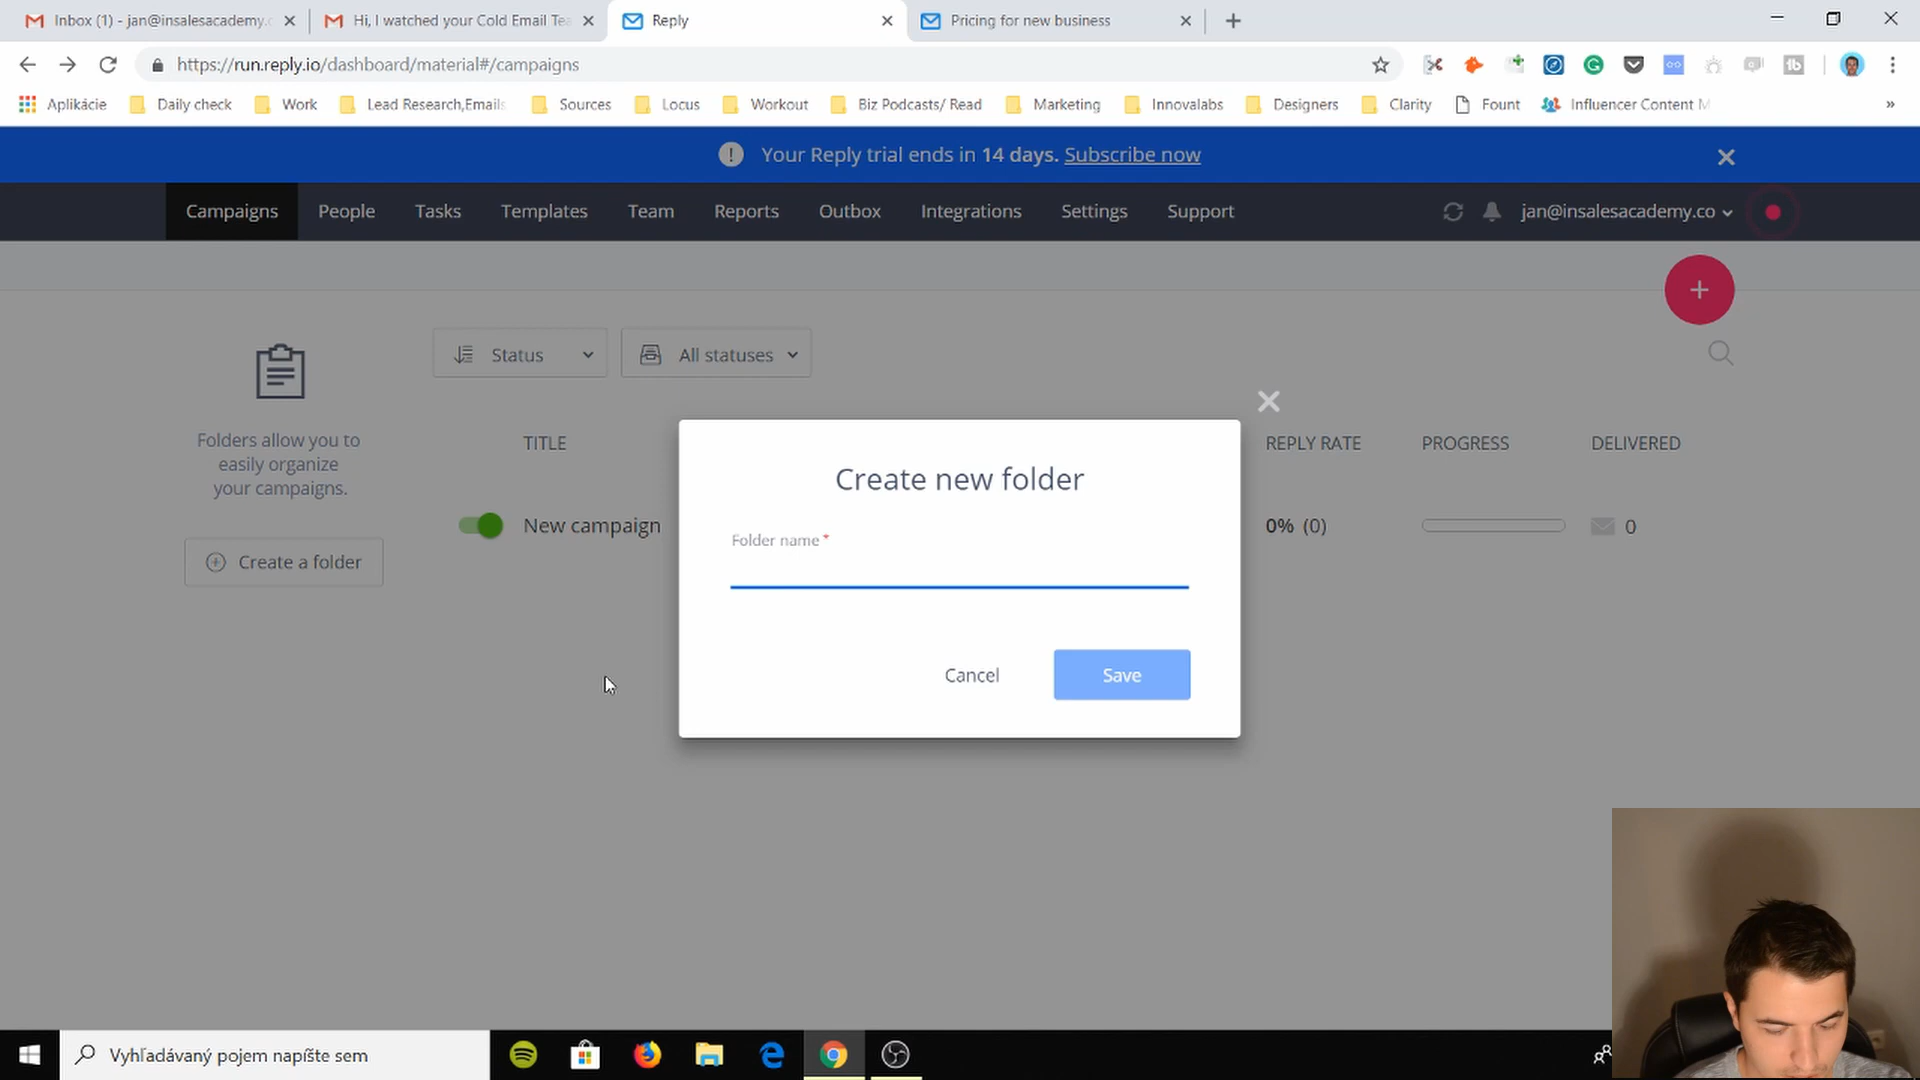 Inbox (1) - jan@insalesacademy.c
Hi, I watched your Cold Email Te
Reply
Pricing for new business
https://run.reply.io/dashboard/material#/campaigns
Aplikácie
Daily check
Work
Lead Research,Emails
Sources
Locus
Workout
Biz Podcasts/ Read
Marketing
Innovalabs
Designers
Clarity
Fount
Influencer Content M
»
Your Reply trial ends in 14 days. Subscribe now
Campaigns
People
Tasks
Templates
Team
Reports
Outbox
Integrations
Settings
Support
jan@insalesacademy.co
Status
All statuses
Folders allow you to
easily organize
your campaigns.
Create a folder
TITLE
REPLY RATE
PROGRESS
DELIVERED
New campaign
0% (0)
0
Create new folder
Folder name *
Cancel
Save
Vyhľadávaný pojem napíšte sem